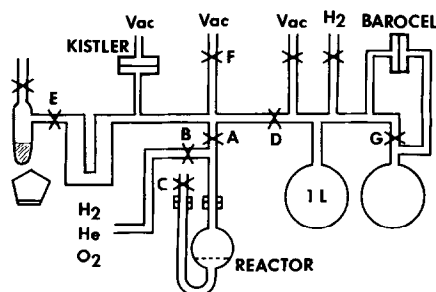 Vac Vac Vac H2 BAROCEL
KISTLER
F
E
A
D
G
B
C
1 L
H2
He
O2
REACTOR